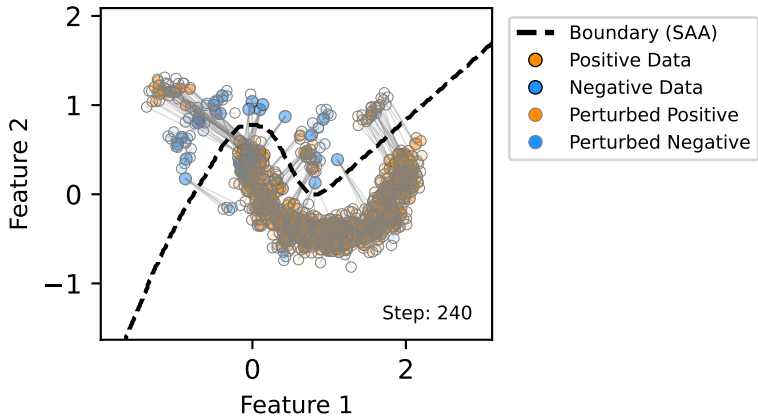 2
1
0
−1
Feature 2
0
2
Feature 1
Step: 240
Boundary (SAA)
Positive Data
Negative Data
Perturbed Positive
Perturbed Negative